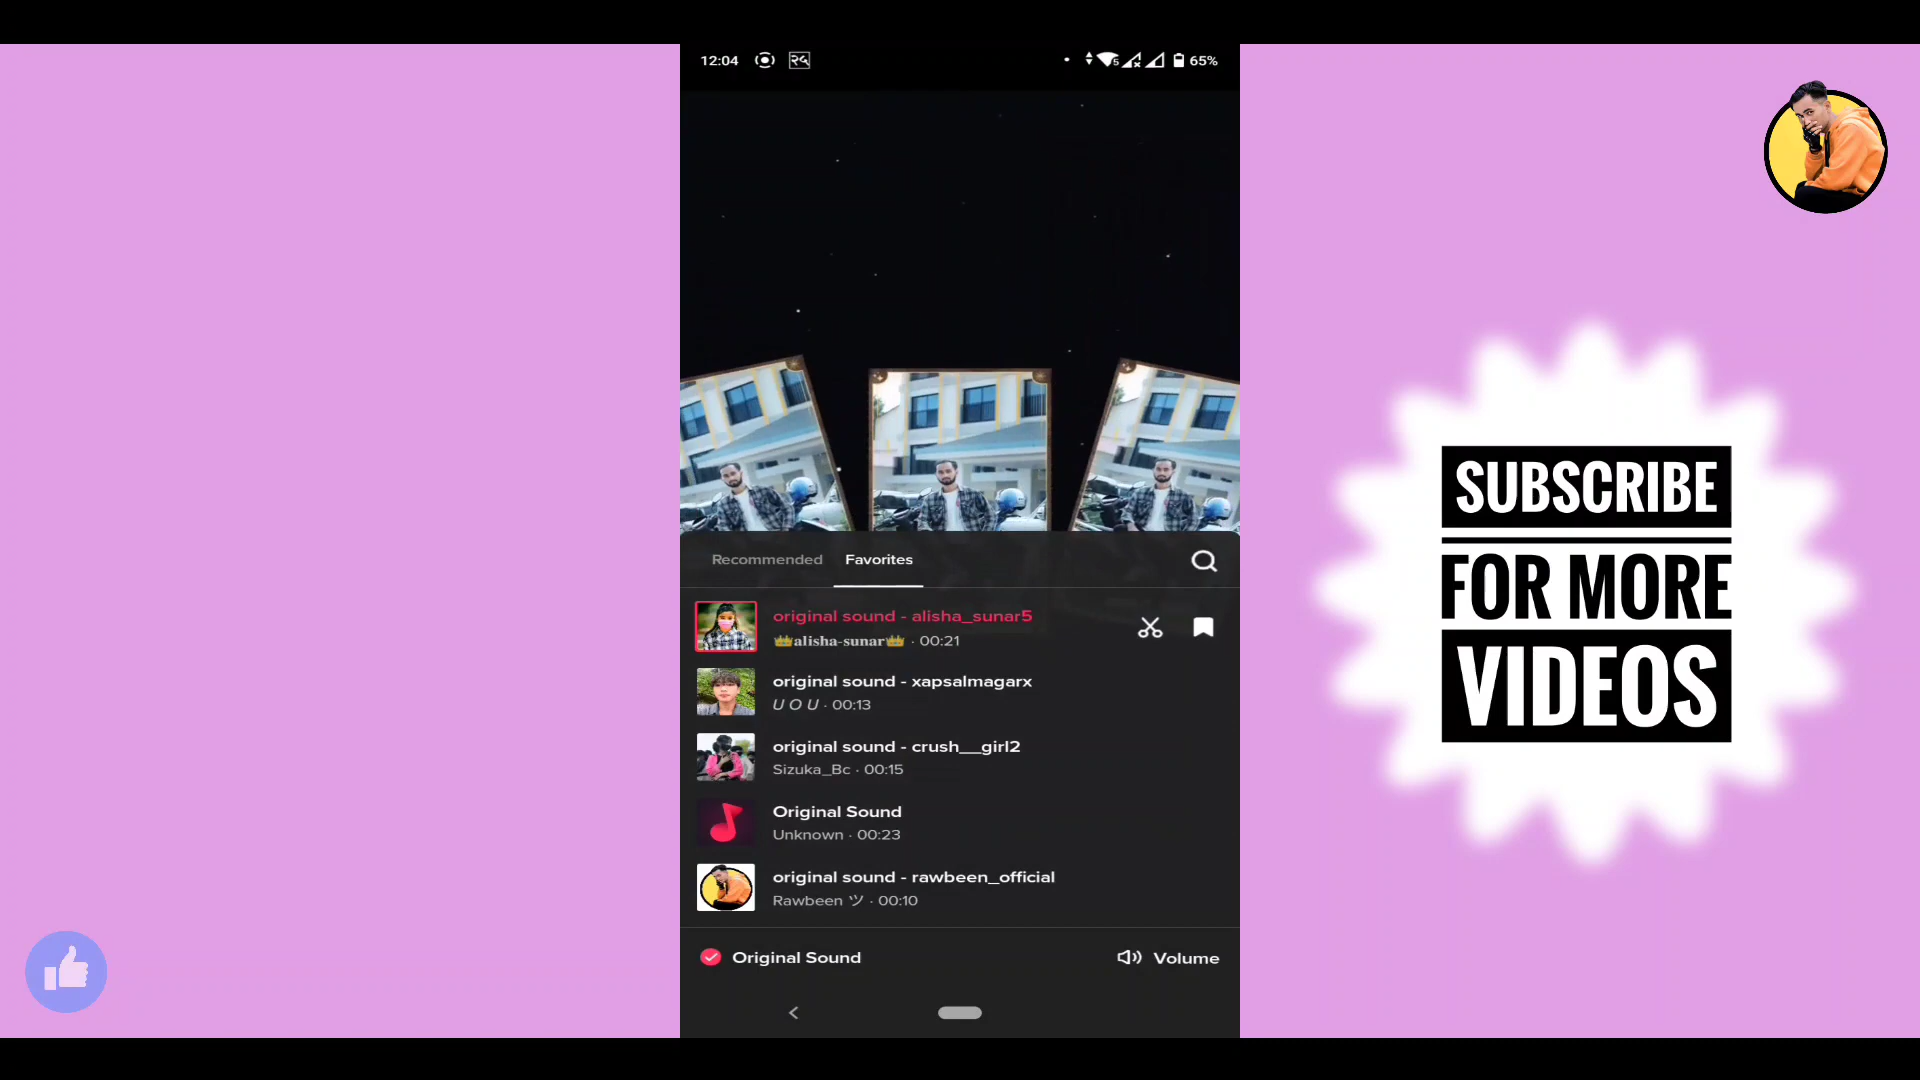 12:04 २५ 65%
Recommended Favorites
original sound - alisha_sunar5
👑alisha-sunar👑 · 00:21
original sound - xapsalmagarx
U O U · 00:13
original sound - crush__girl2
Sizuka_Bc · 00:15
Original Sound
Unknown · 00:23
original sound - rawbeen_official
Rawbeen ツ · 00:10
Original Sound Volume
SUBSCRIBE
FOR MORE
VIDEOS